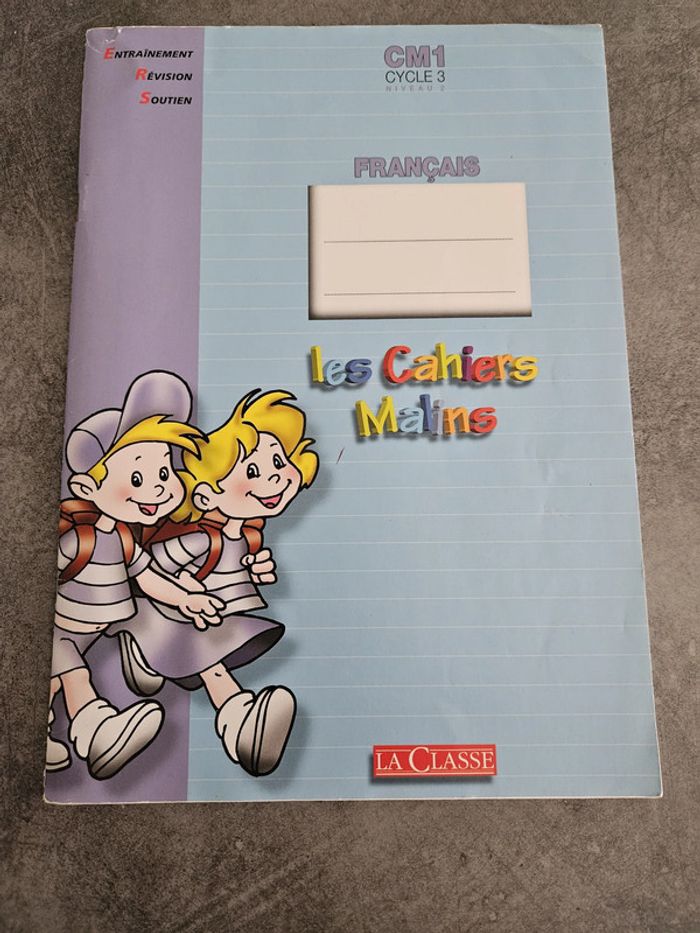 ENTRAÎNEMENT
RÉVISION
SOUTIEN
CM1
CYCLE 3
NIVEAU 2
FRANÇAIS
les Cahiers
Malins
LA CLASSE